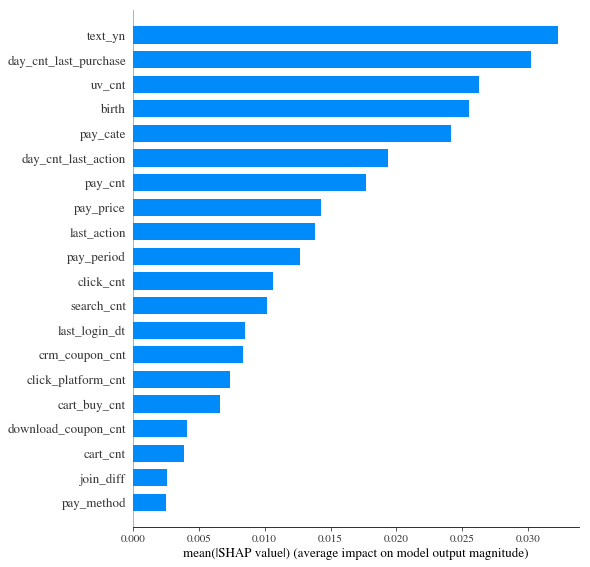 text_yn
day_cnt_last_purchase
uv_cnt
birth
pay_cate
day_cnt_last_action
pay_cnt
pay_price
last_action
pay_period
click_cnt
search_cnt
last_login_dt
crm_coupon_cnt
click_platform_cnt
cart_buy_cnt
download_coupon_cnt
cart_cnt
join_diff
pay_method
0.000 0.005 0.010 0.015 0.020 0.025 0.030
mean(|SHAP value|) (average impact on model output magnitude)